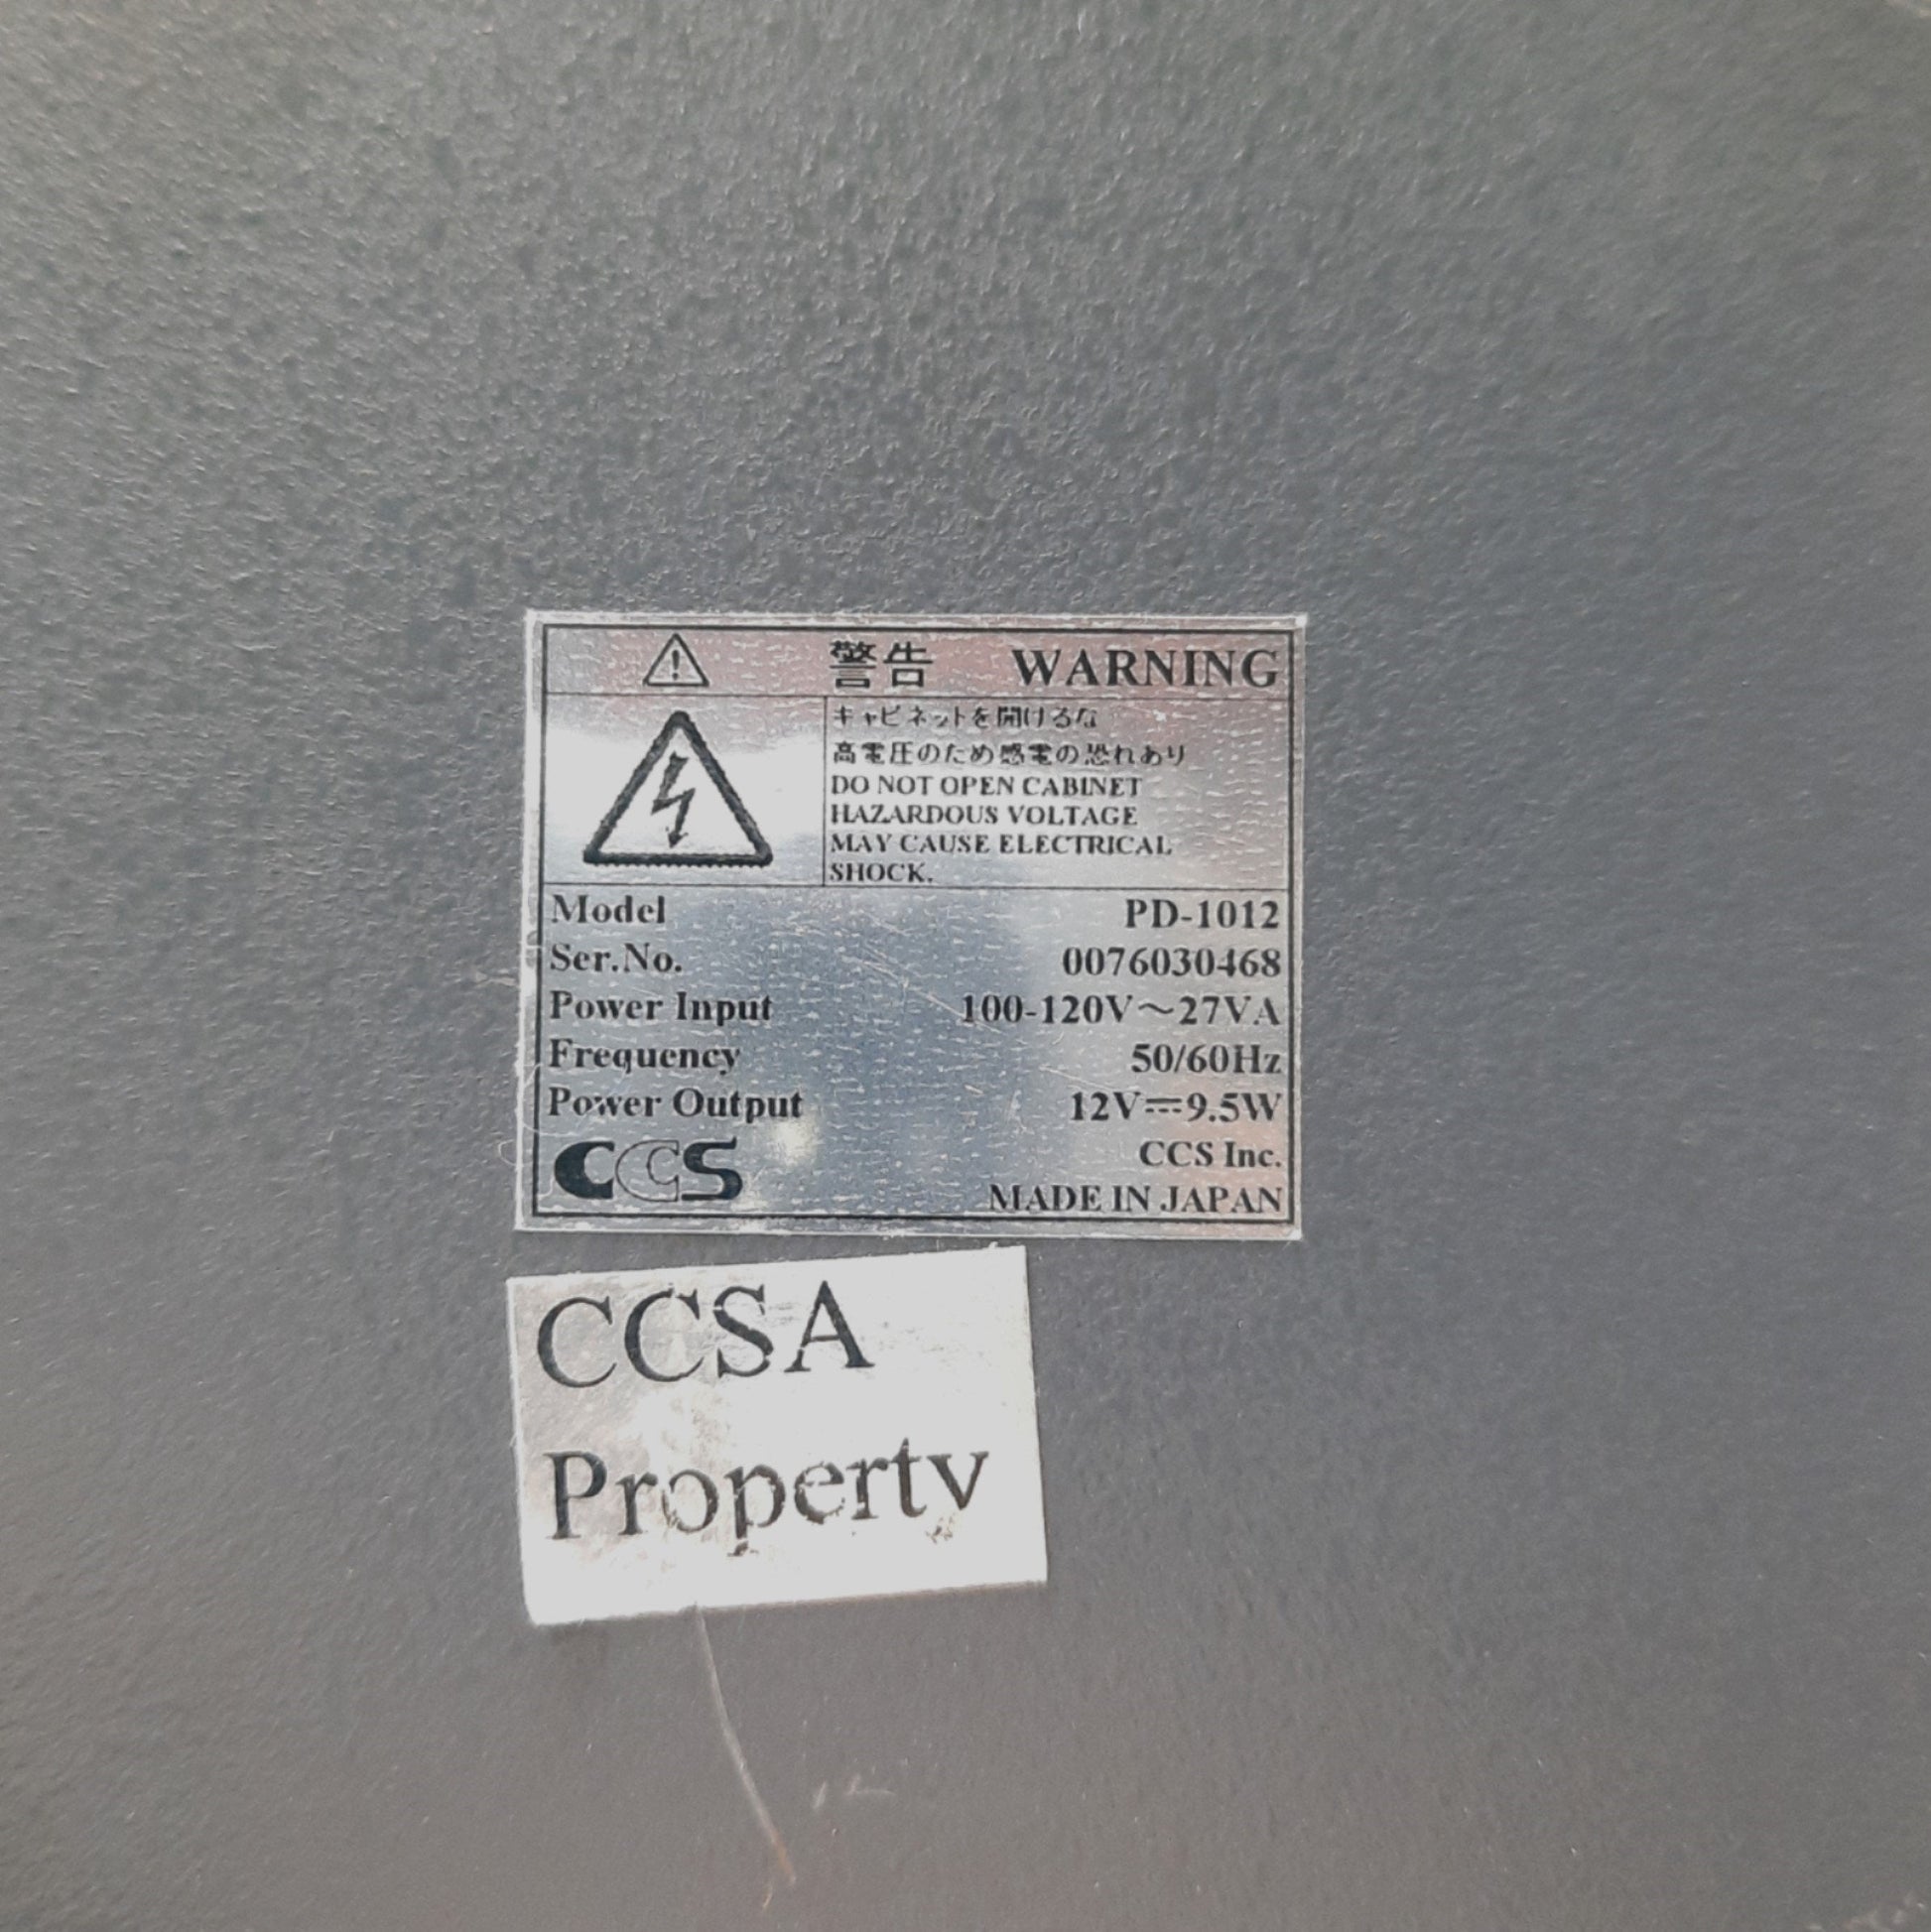 警告 WARNING
キャビネットを開けるな
高電圧のため感電の恐れあり
DO NOT OPEN CABINET
HAZARDOUS VOLTAGE
MAY CAUSE ELECTRICAL
SHOCK.
Model PD-1012
Ser.No. 0076030468
Power Input 100-120V～27VA
Frequency 50/60Hz
Power Output 12V⎓9.5W
CCS CCS Inc.
MADE IN JAPAN
CCSA
Property